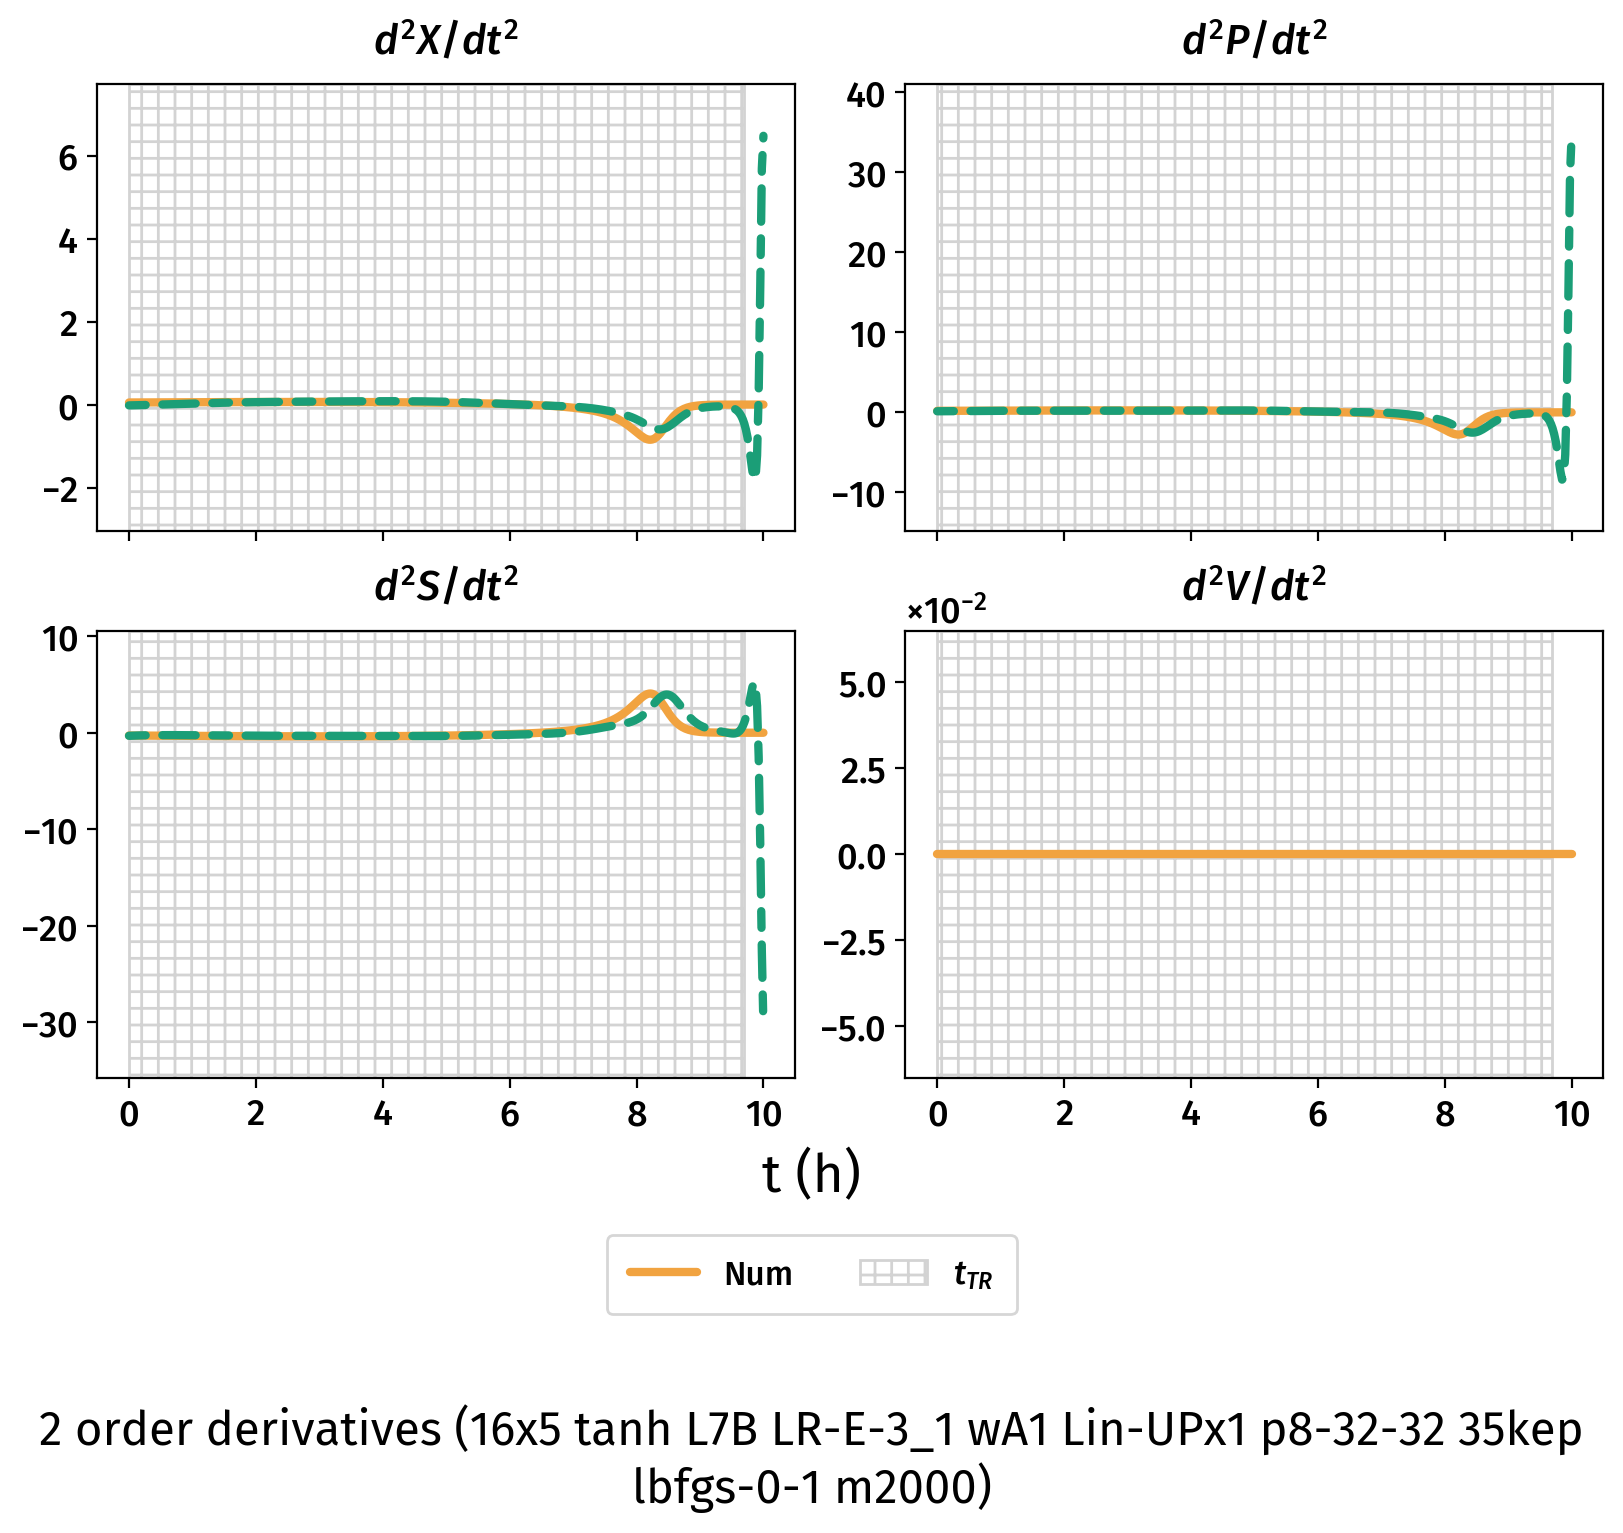 d²X/dt²
d²P/dt²
6
4
2
0
−2
40
30
20
10
0
−10
d²S/dt²
d²V/dt²
×10⁻²
10
0
−10
−20
−30
0 2 4 6 8 10
5.0
2.5
0.0
−2.5
−5.0
0 2 4 6 8 10
t (h)
Num
t_TR
2 order derivatives (16x5 tanh L7B LR-E-3_1 wA1 Lin-UPx1 p8-32-32 35kep
lbfgs-0-1 m2000)